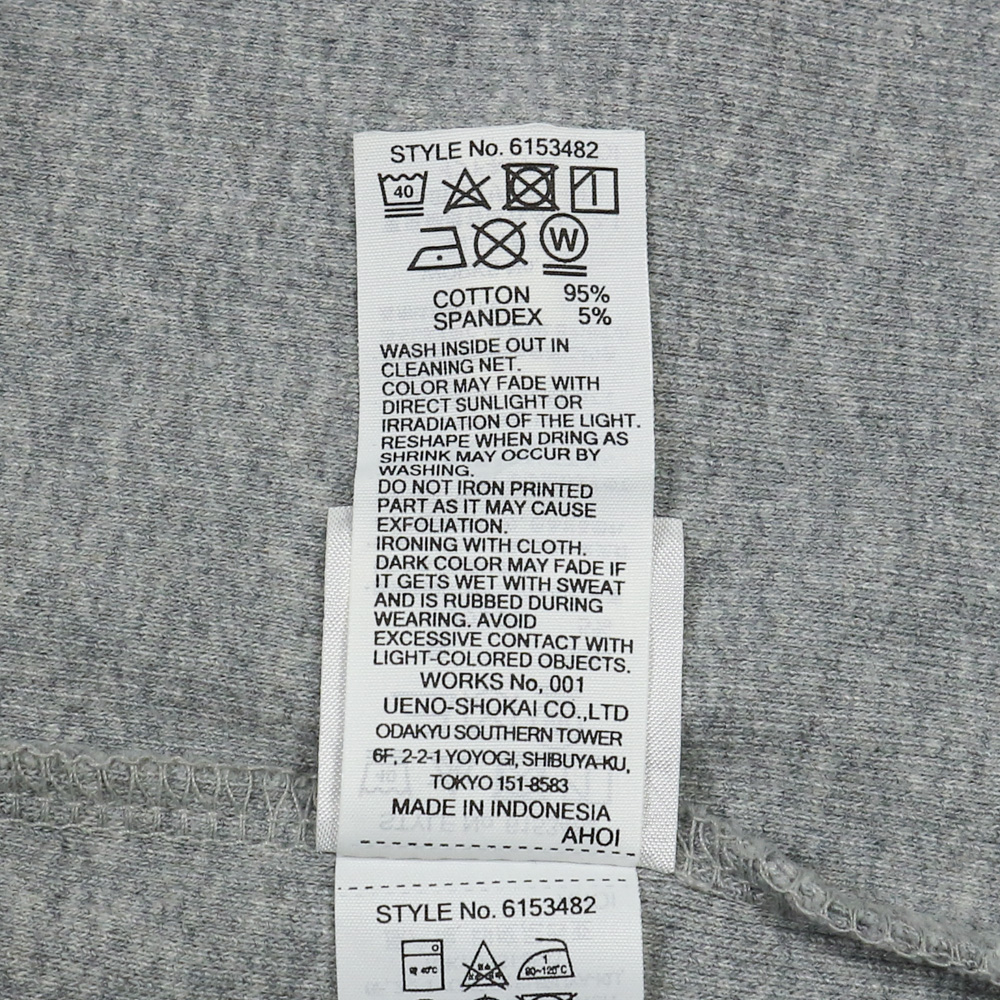 STYLE No. 6153482
40
W
COTTON 95%
SPANDEX 5%
WASH INSIDE OUT IN
CLEANING NET.
COLOR MAY FADE WITH
DIRECT SUNLIGHT OR
IRRADIATION OF THE LIGHT.
RESHAPE WHEN DRING AS
SHRINK MAY OCCUR BY
WASHING.
DO NOT IRON PRINTED
PART AS IT MAY CAUSE
EXFOLIATION.
IRONING WITH CLOTH.
DARK COLOR MAY FADE IF
IT GETS WET WITH SWEAT
AND IS RUBBED DURING
WEARING. AVOID
EXCESSIVE CONTACT WITH
LIGHT-COLORED OBJECTS.
WORKS No, 001
UENO-SHOKAI CO.,LTD
ODAKYU SOUTHERN TOWER
6F, 2-2-1 YOYOGI, SHIBUYA-KU,
TOKYO 151-8583
MADE IN INDONESIA
AHOI
STYLE No. 6153482
40°C
1
80~120°C